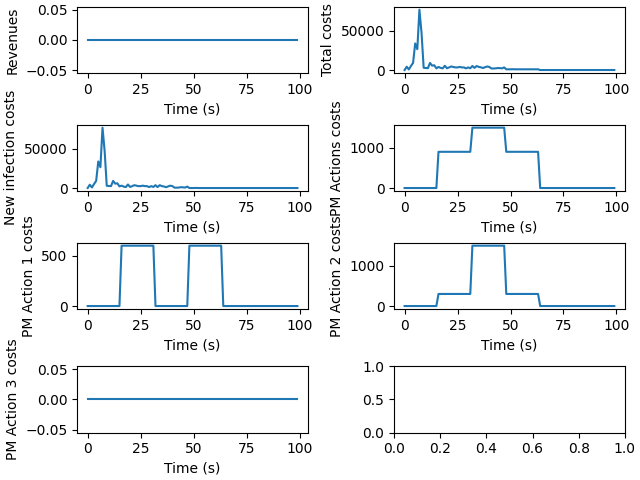 Revenues
0.05
0.00
−0.05
0 25 50 75 100
Time (s)
Total costs
50000
0
0 25 50 75 100
Time (s)
New infection costs
50000
0
0 25 50 75 100
Time (s)
PM Actions costs
1000
0
0 25 50 75 100
Time (s)
PM Action 1 costs
500
0
0 25 50 75 100
Time (s)
PM Action 2 costs
1000
0
0 25 50 75 100
Time (s)
PM Action 3 costs
0.05
0.00
−0.05
0 25 50 75 100
Time (s)
1.0
0.5
0.0
0.0 0.2 0.4 0.6 0.8 1.0